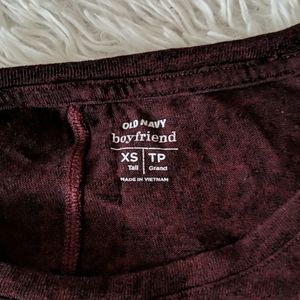 OLD NAVY
boyfriend
XS | TP
Tall | Grand
MADE IN VIETNAM